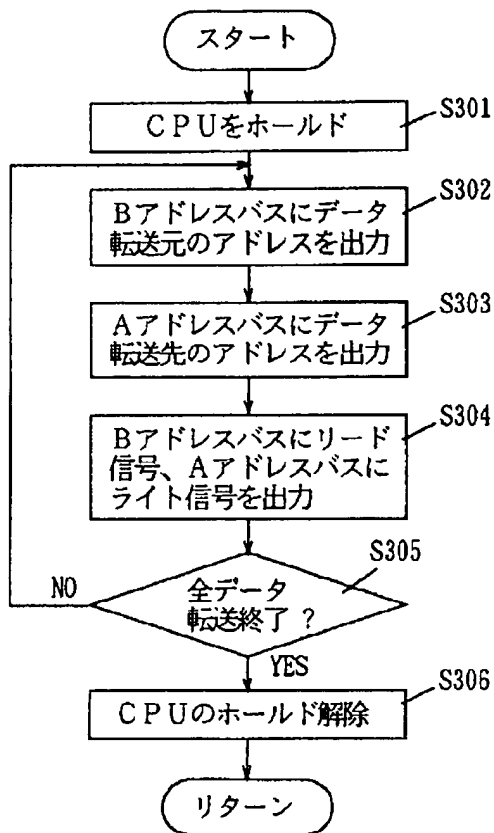 スタート
CPUをホールド
S301
Bアドレスバスにデータ
転送元のアドレスを出力
S302
Aアドレスバスにデータ
転送先のアドレスを出力
S303
Bアドレスバスにリード
信号、Aアドレスバスに
ライト信号を出力
S304
全データ
転送終了?
S305
NO
YES
CPUのホールド解除
S306
リターン